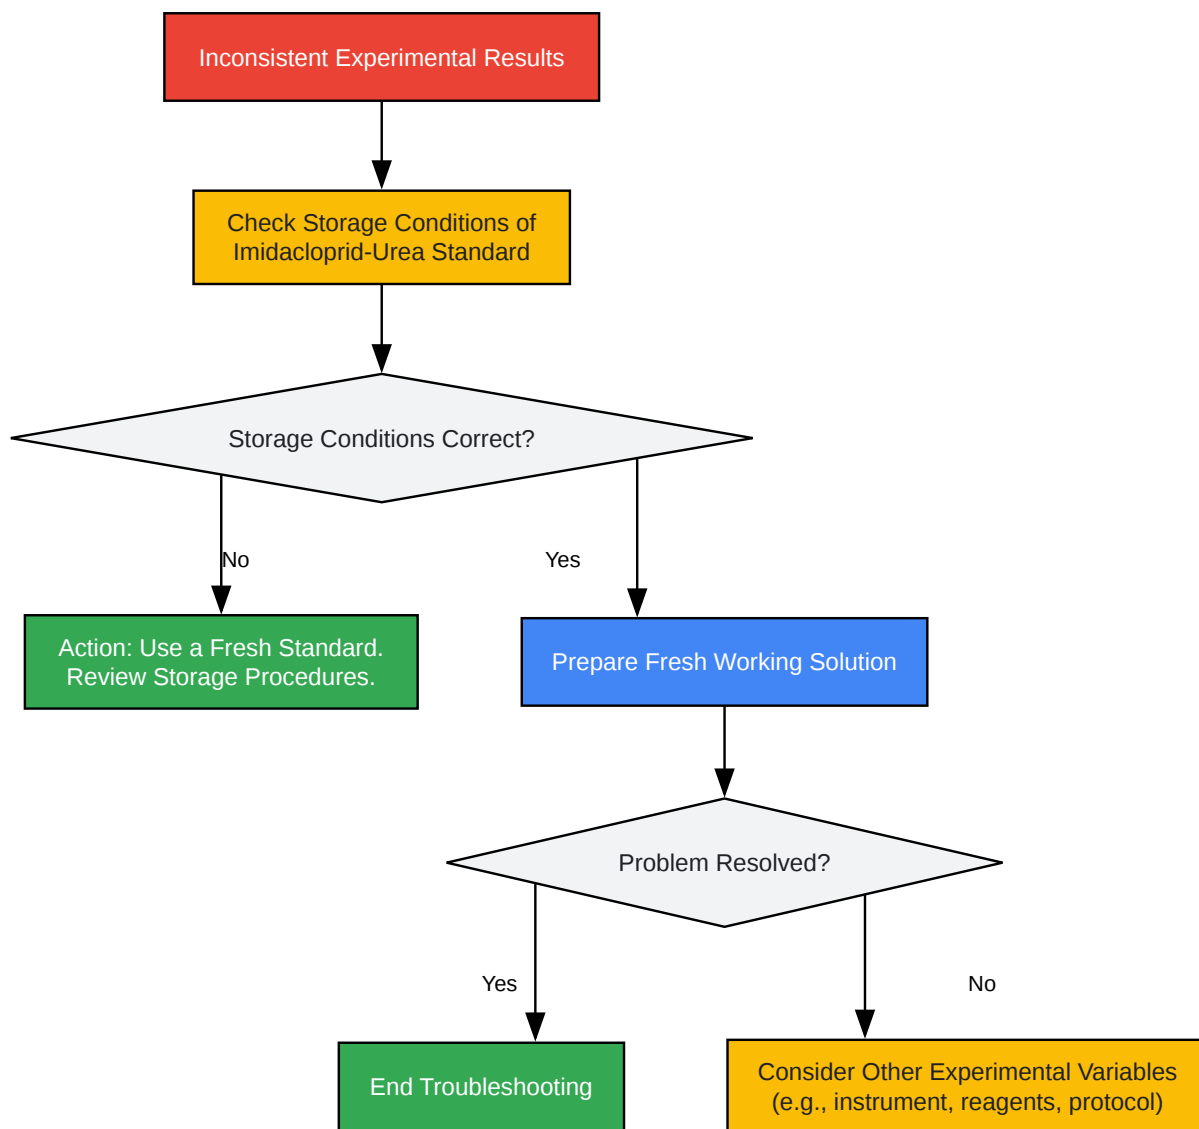 Inconsistent Experimental Results
Check Storage Conditions of
Imidacloprid-Urea Standard
Storage Conditions Correct?
No
Yes
Action: Use a Fresh Standard.
Review Storage Procedures.
Prepare Fresh Working Solution
Problem Resolved?
Yes
No
End Troubleshooting
Consider Other Experimental Variables
(e.g., instrument, reagents, protocol)